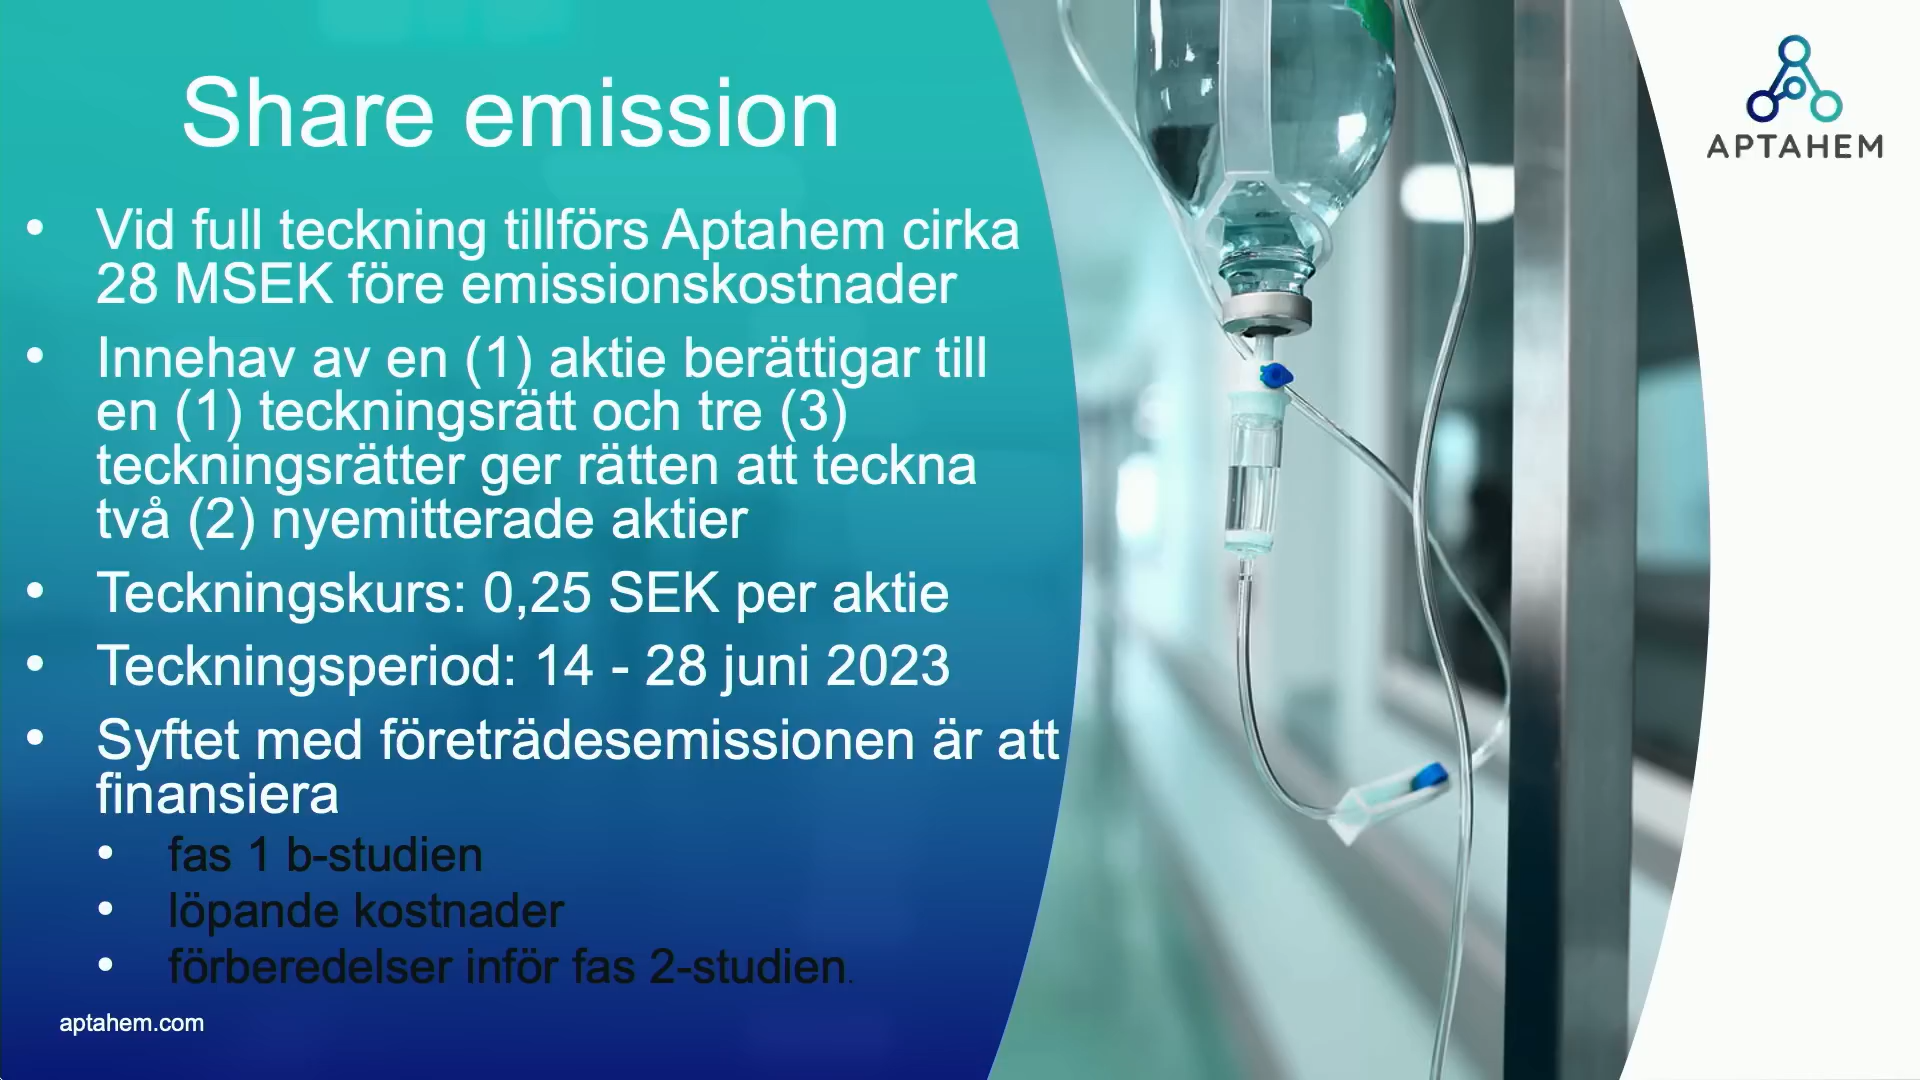 Share emission
APTAHEM
• Vid full teckning tillförs Aptahem cirka
28 MSEK före emissionskostnader
• Innehav av en (1) aktie berättigar till
en (1) teckningsrätt och tre (3)
teckningsrätter ger rätten att teckna
två (2) nyemitterade aktier
• Teckningskurs: 0,25 SEK per aktie
• Teckningsperiod: 14 - 28 juni 2023
• Syftet med företrädesemissionen är att
finansiera
• fas 1 b-studien
• löpande kostnader
• förberedelser inför fas 2-studien.
aptahem.com